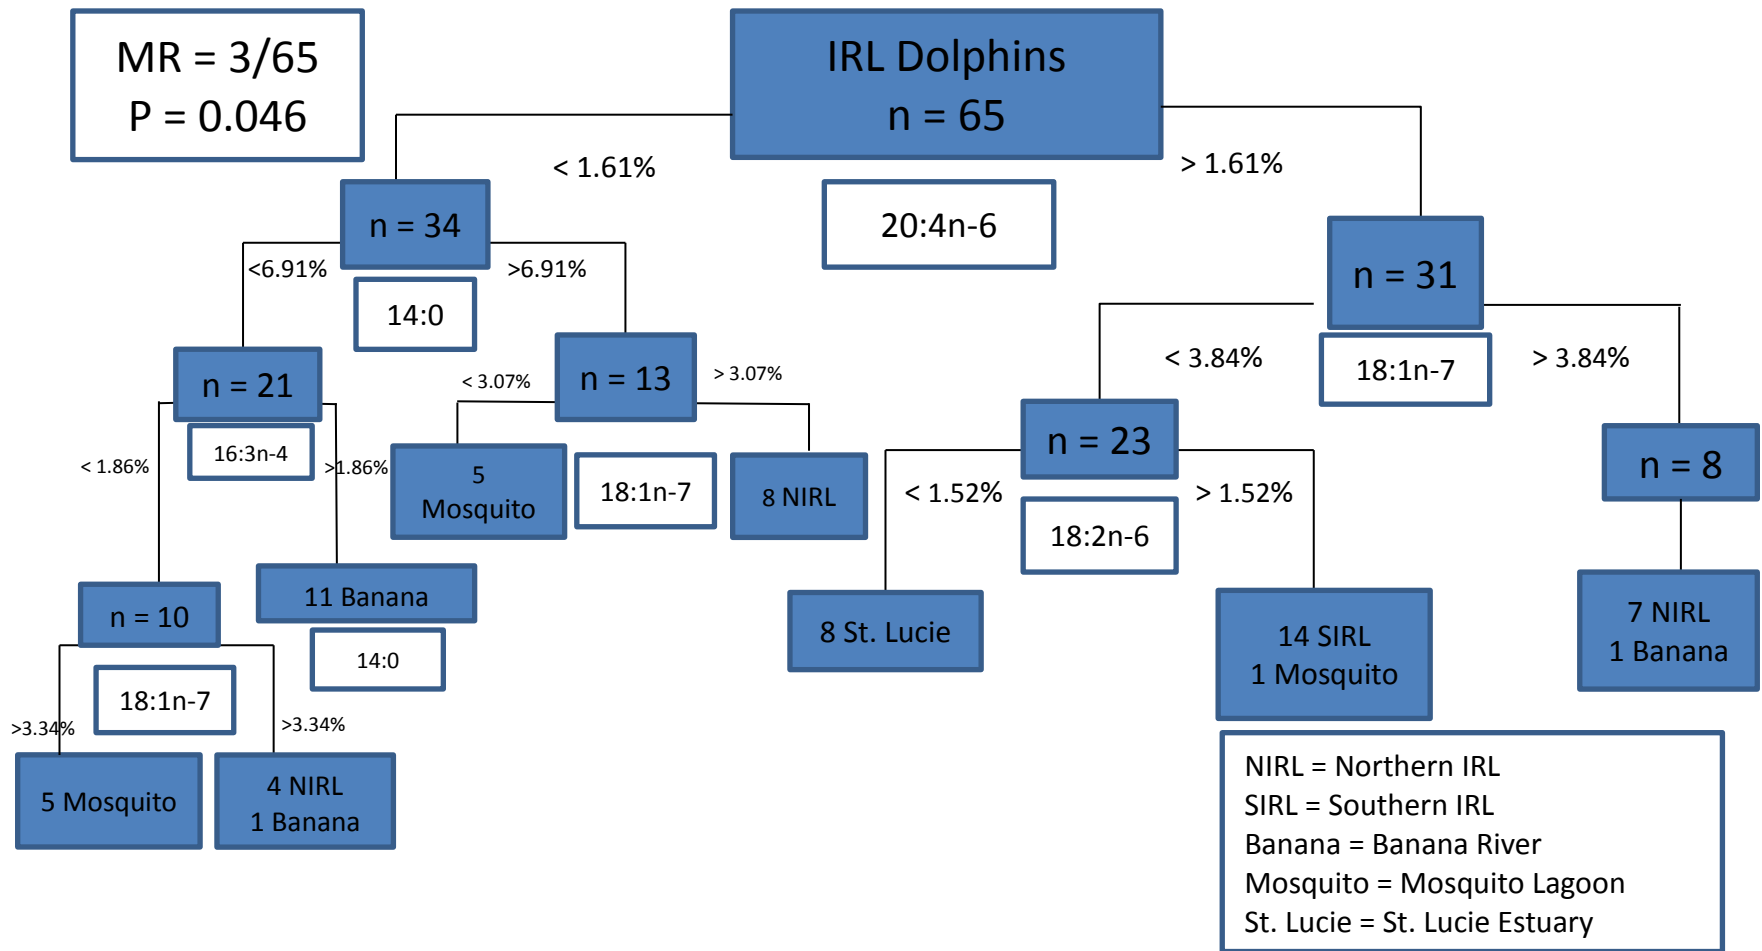 MR = 3/65
P = 0.046
IRL Dolphins
n = 65
< 1.61%
> 1.61%
20:4n-6
n = 34
<6.91%
>6.91%
14:0
n = 31
< 3.84%
18:1n-7
> 3.84%
n = 21
16:3n-4
< 1.86%
>1.86%
n = 13
< 3.07%
> 3.07%
5
Mosquito
18:1n-7
8 NIRL
n = 23
< 1.52%
> 1.52%
18:2n-6
n = 8
n = 10
11 Banana
14:0
8 St. Lucie
14 SIRL
1 Mosquito
7 NIRL
1 Banana
18:1n-7
>3.34%
>3.34%
5 Mosquito
4 NIRL
1 Banana
NIRL = Northern IRL
SIRL = Southern IRL
Banana = Banana River
Mosquito = Mosquito Lagoon
St. Lucie = St. Lucie Estuary